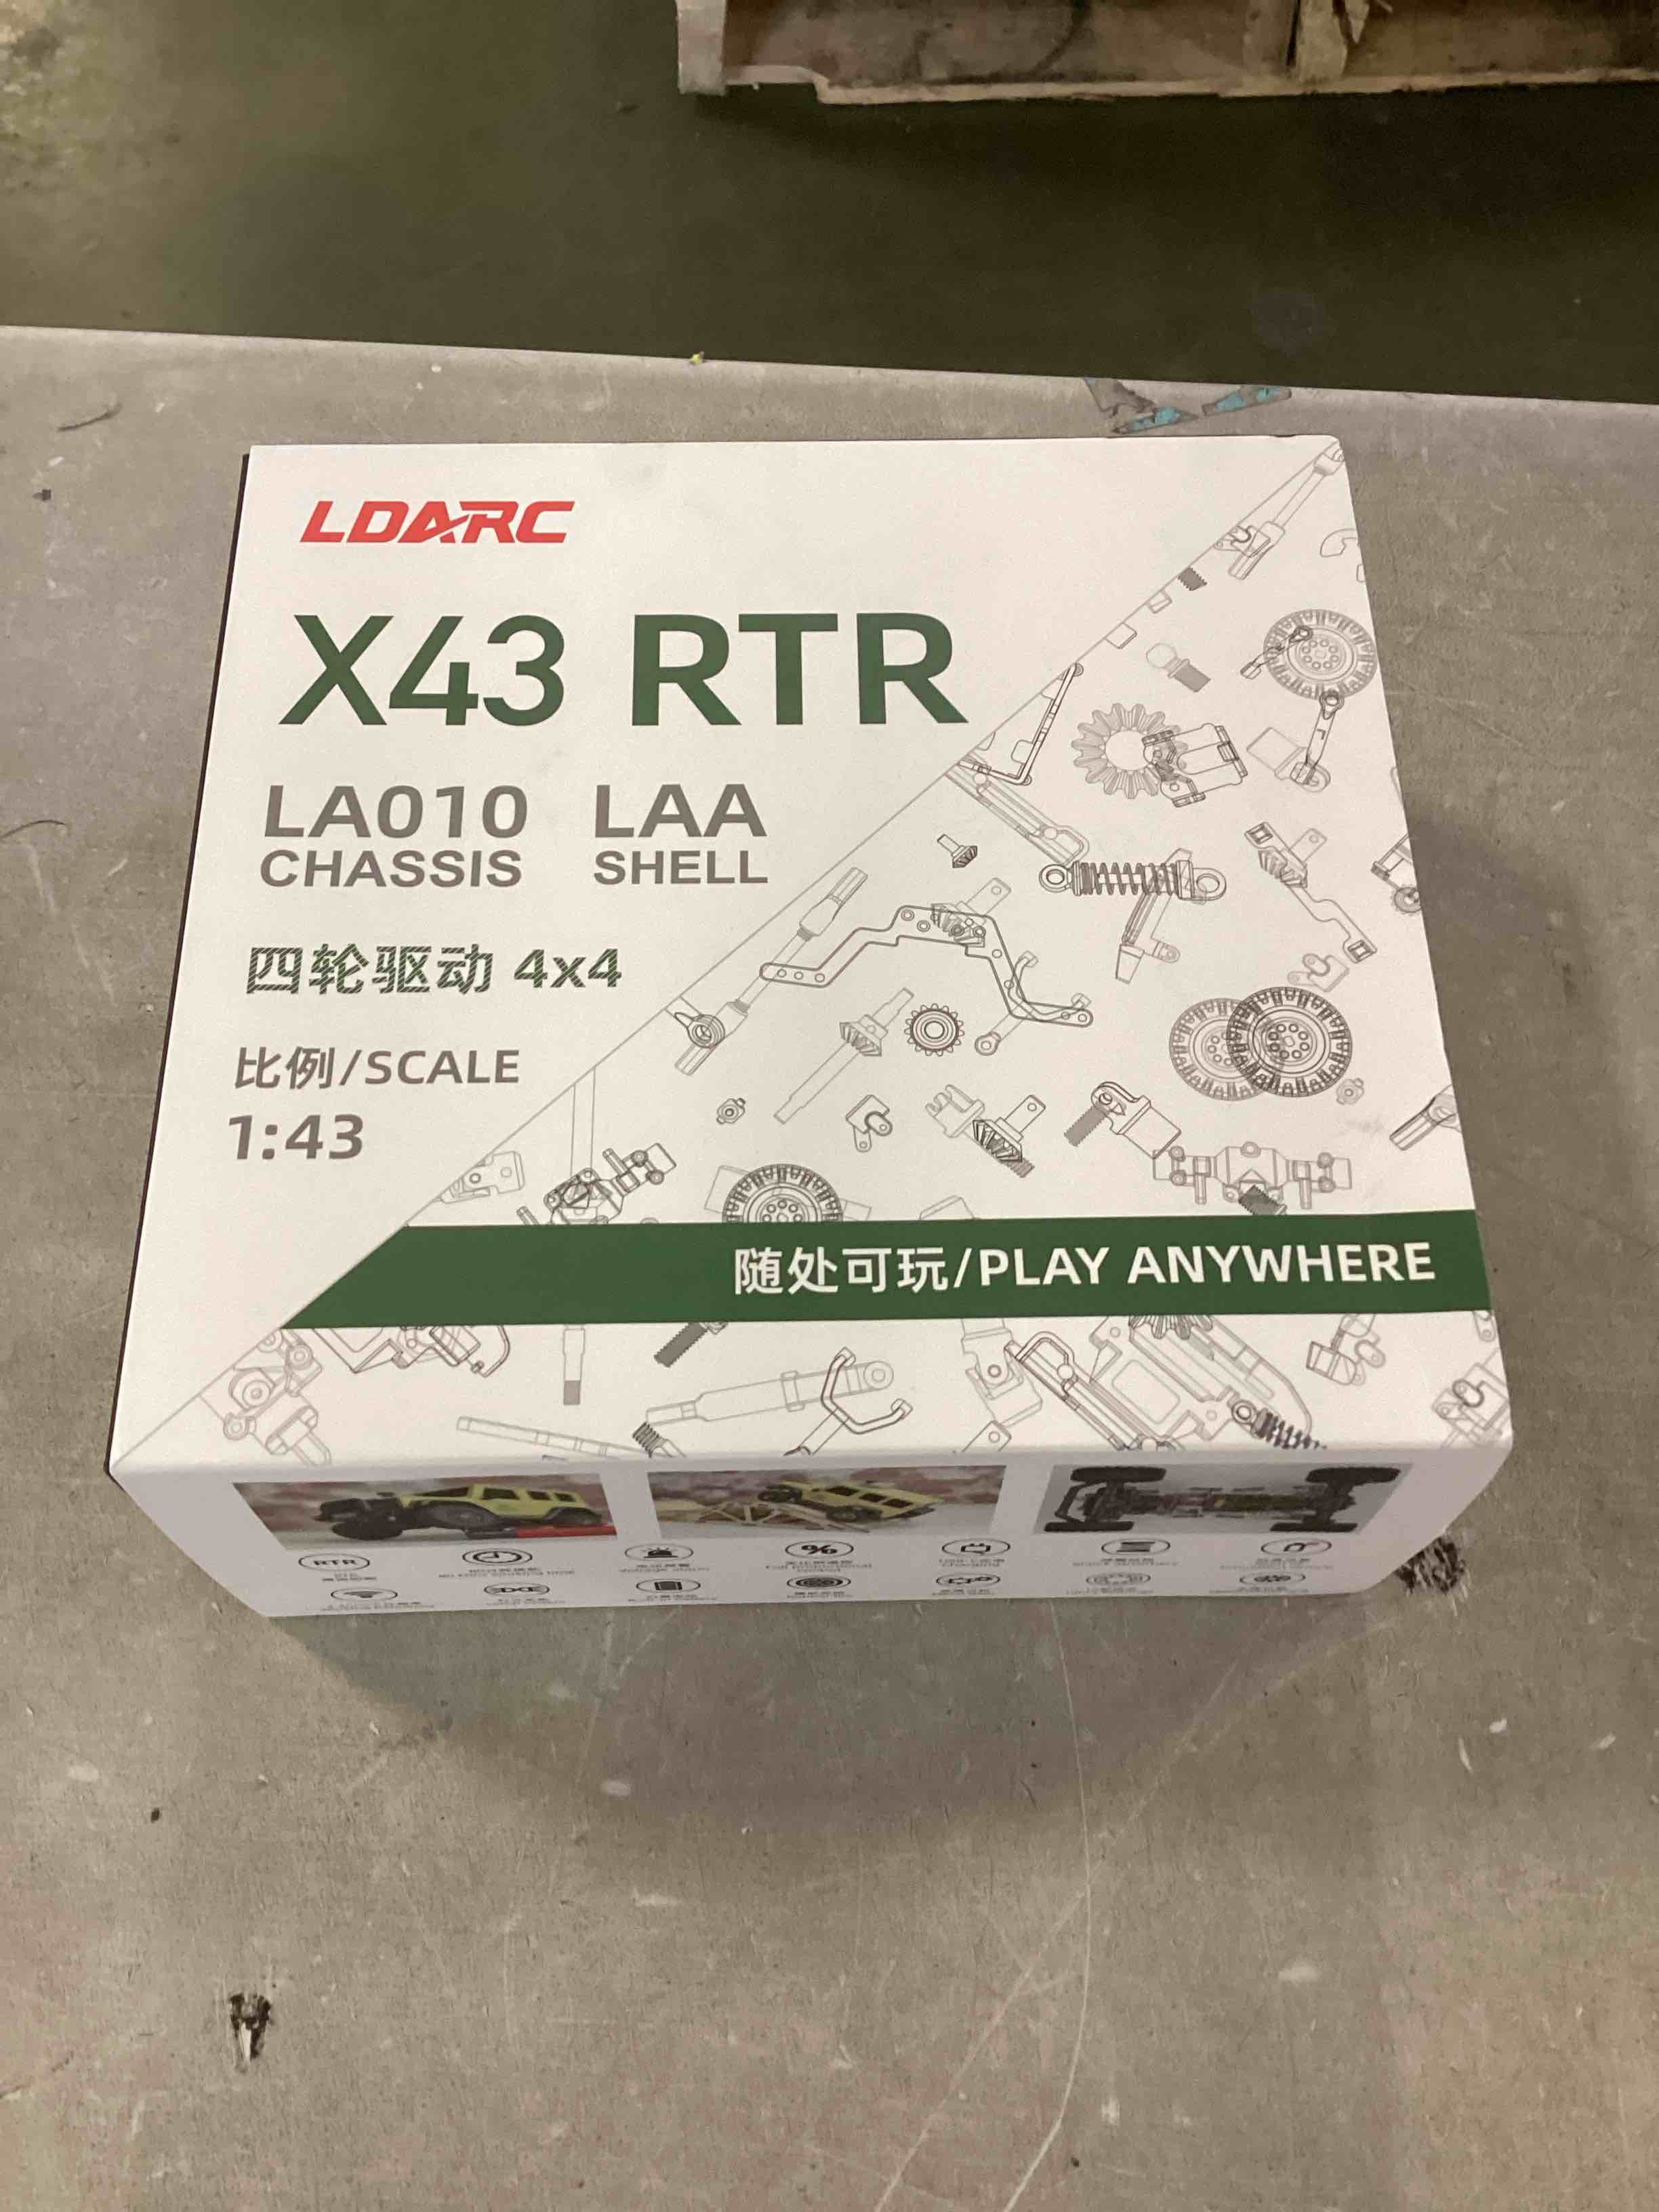 LDARC
X43 RTR
LA010 LAA
CHASSIS SHELL
四轮驱动 4x4
比例/SCALE
1:43
随处可玩/PLAY ANYWHERE
RTR
%